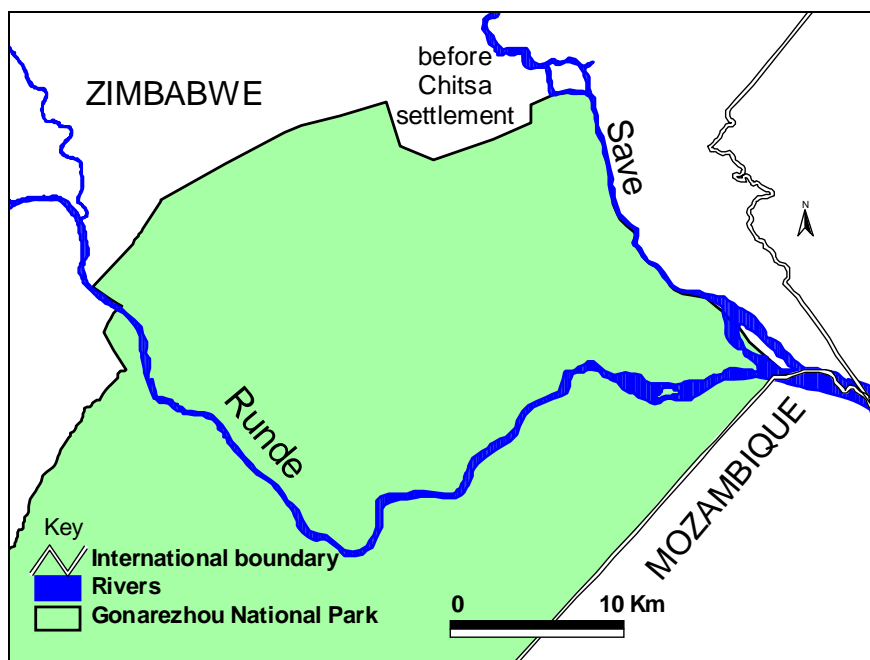 before
Chitsa
settlement
ZIMBABWE
Save
N
Runde
MOZAMBIQUE
Key
International boundary
Rivers
Gonarezhou National Park
0 10 Km